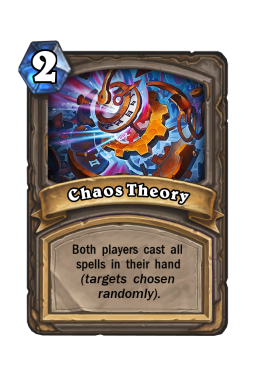 2
Chaos Theory
Both players cast all
spells in their hand
(targets chosen
randomly).